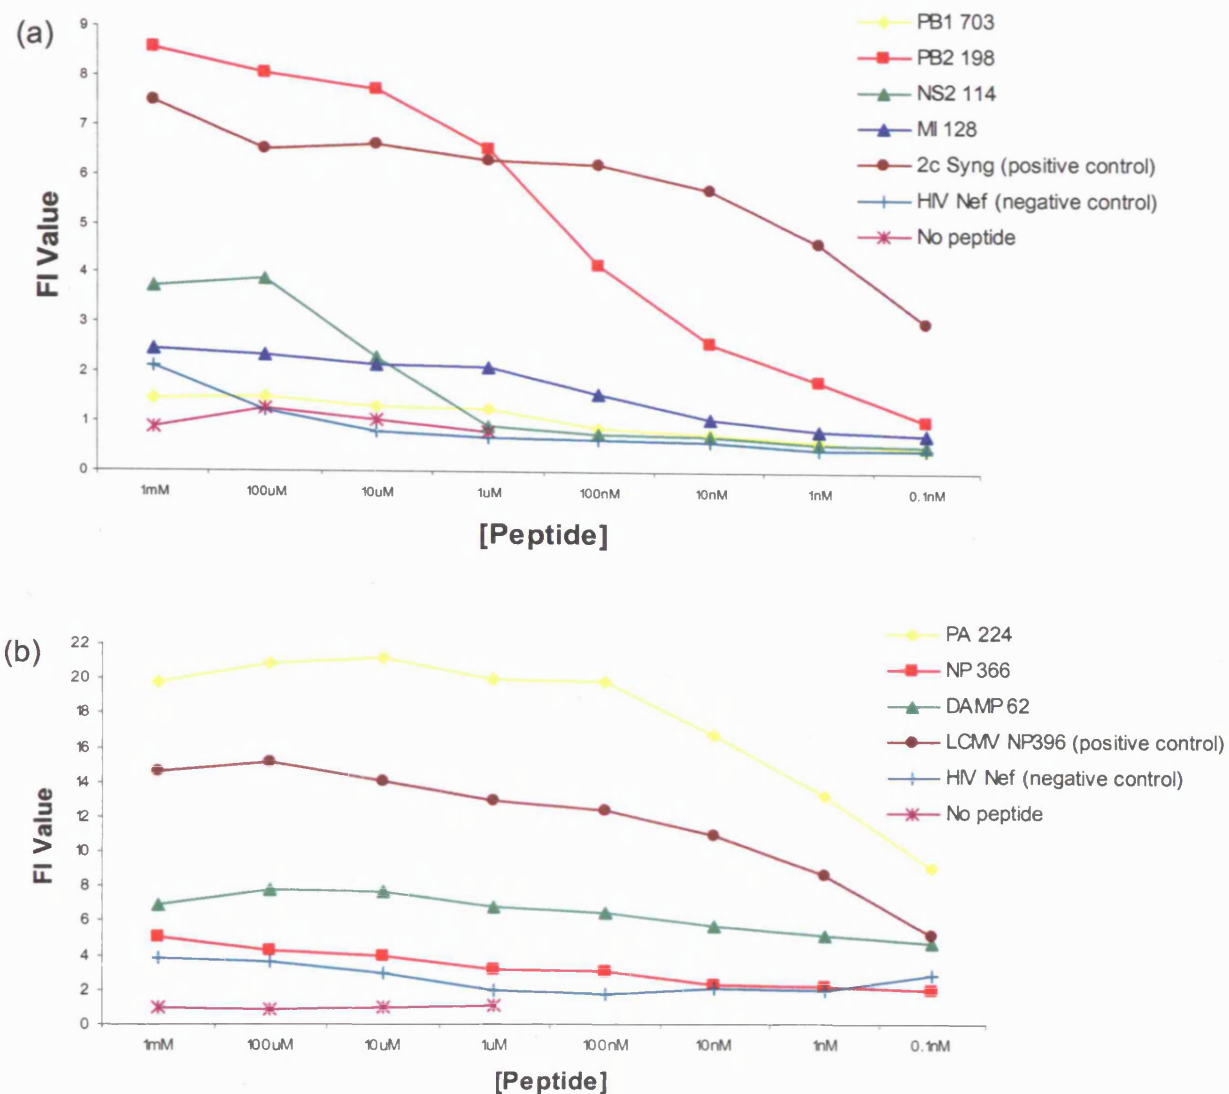 (a)
9
8
7
6
5
4
3
2
1
0
FI Value
1mM
100uM
10uM
1uM
100nM
10nM
1nM
0.1nM
[Peptide]
PB1 703
PB2 198
NS2 114
MI 128
2c Syng (positive control)
HIV Nef (negative control)
No peptide
(b)
22
20
18
16
14
12
10
8
6
4
2
0
FI Value
1mM
100uM
10uM
1uM
100nM
10nM
1nM
0.1nM
[Peptide]
PA 224
NP 366
DAMP 62
LCMV NP396 (positive control)
HIV Nef (negative control)
No peptide